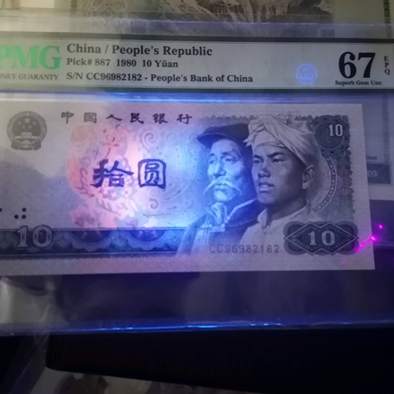 PMG China / People's Republic
Pick# 887 1980 10 Yüan
S/N CC96982182 - People's Bank of China
GUARANTY
67 EPQ
Superb Gem Unc
中国人民银行
10
拾圆
10
10
CC96982182